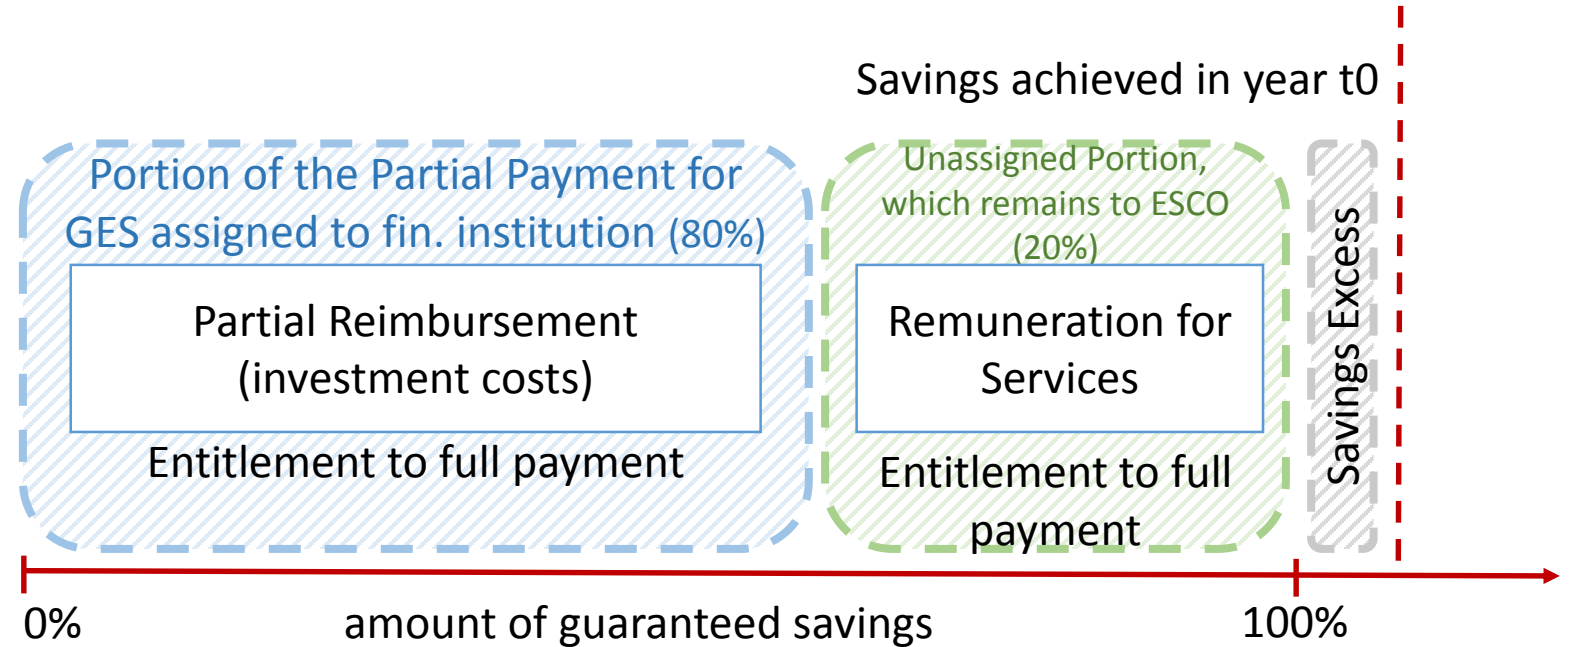 Savings achieved in year t0
Portion of the Partial Payment for
GES assigned to fin. institution (80%)
Partial Reimbursement
(investment costs)
Entitlement to full payment
Unassigned Portion,
which remains to ESCO
(20%)
Remuneration for
Services
Entitlement to full
payment
Savings Excess
0%
amount of guaranteed savings
100%